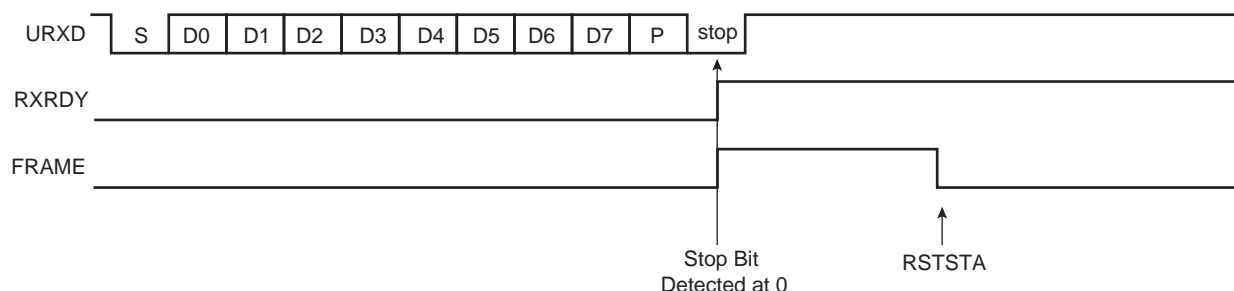 URXD S D0 D1 D2 D3 D4 D5 D6 D7 P stop
RXRDY
FRAME
Stop Bit
Detected at 0
RSTSTA